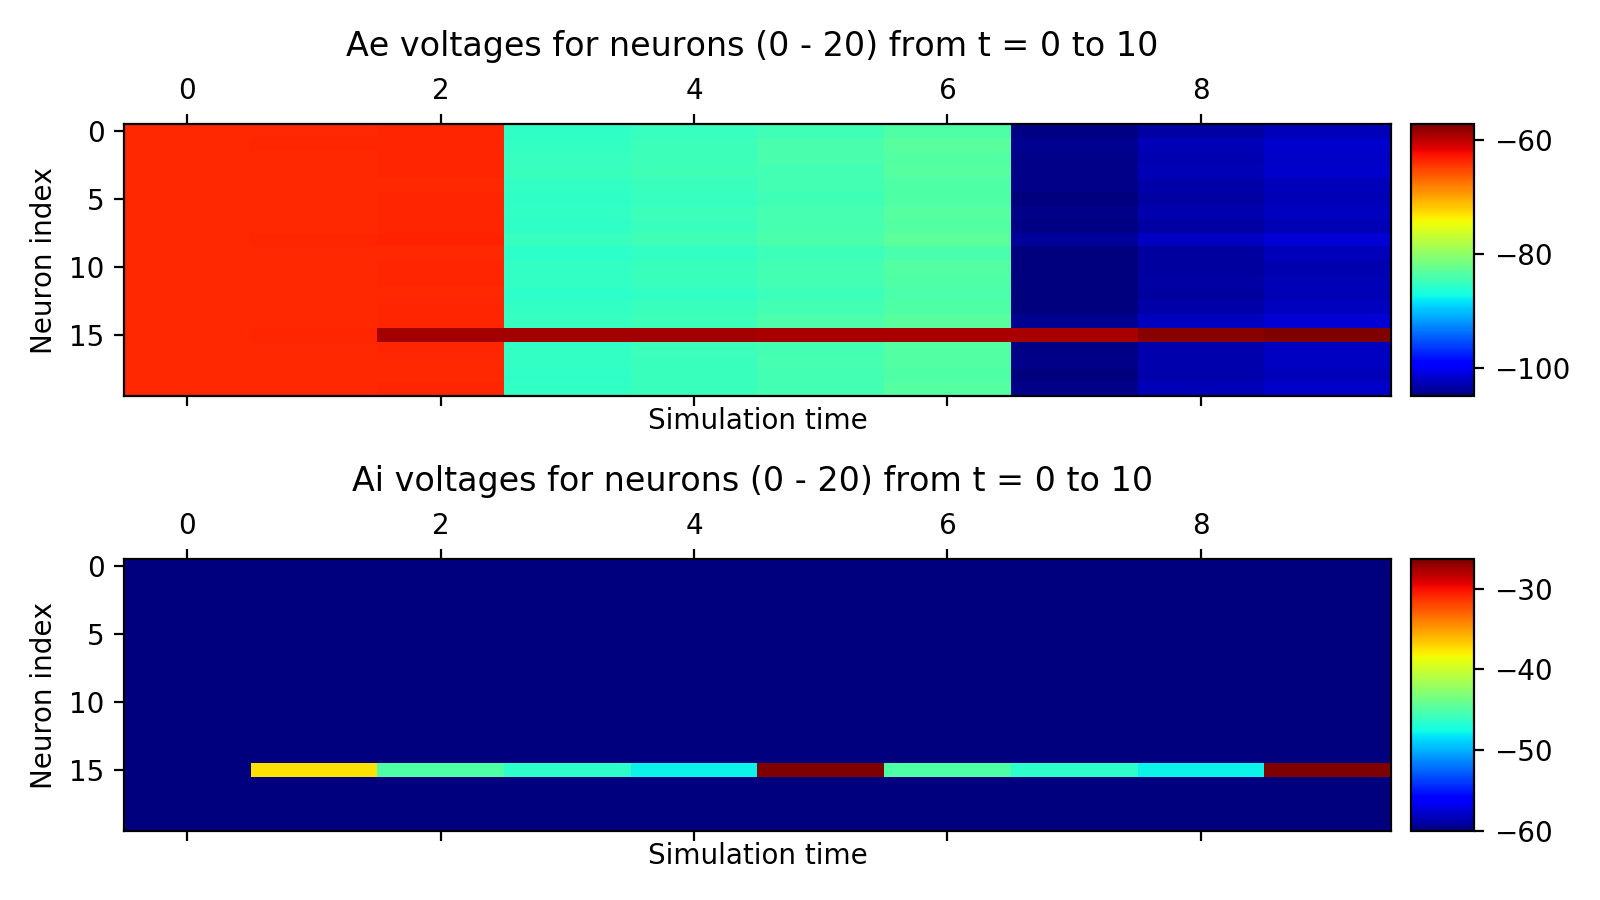 Ae voltages for neurons (0 - 20) from t = 0 to 10
0 2 4 6 8
Neuron index
0
5
10
15
−60
−80
−100
Simulation time
Ai voltages for neurons (0 - 20) from t = 0 to 10
0 2 4 6 8
Neuron index
0
5
10
15
−30
−40
−50
−60
Simulation time